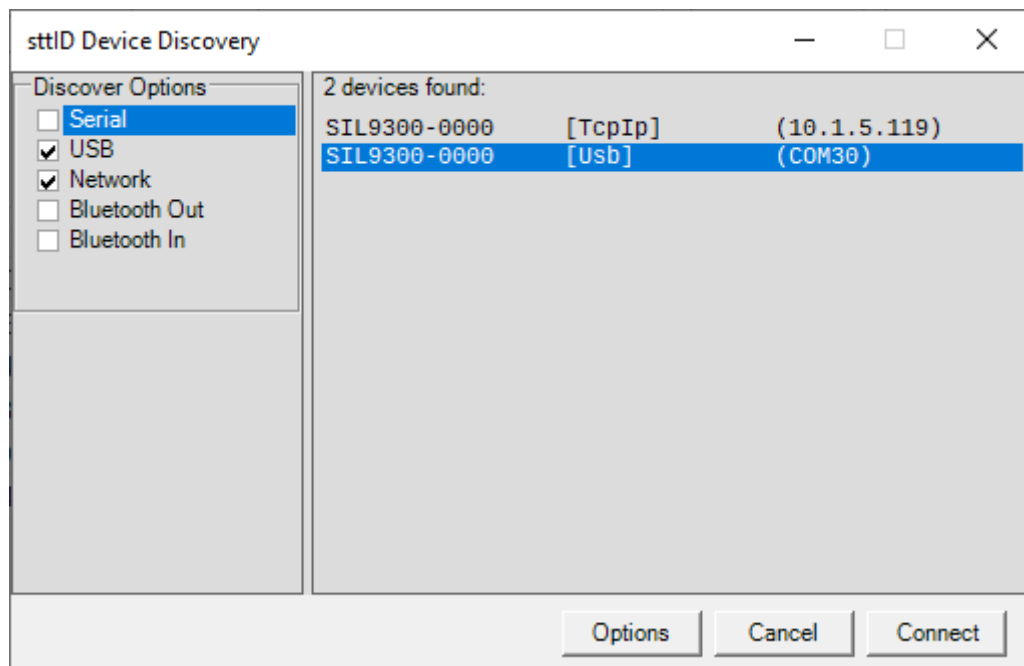 sttID Device Discovery
Discover Options
Serial
USB
Network
Bluetooth Out
Bluetooth In
2 devices found:
SIL9300-0000 [TcpIp] (10.1.5.119)
SIL9300-0000 [Usb] (COM30)
Options Cancel Connect